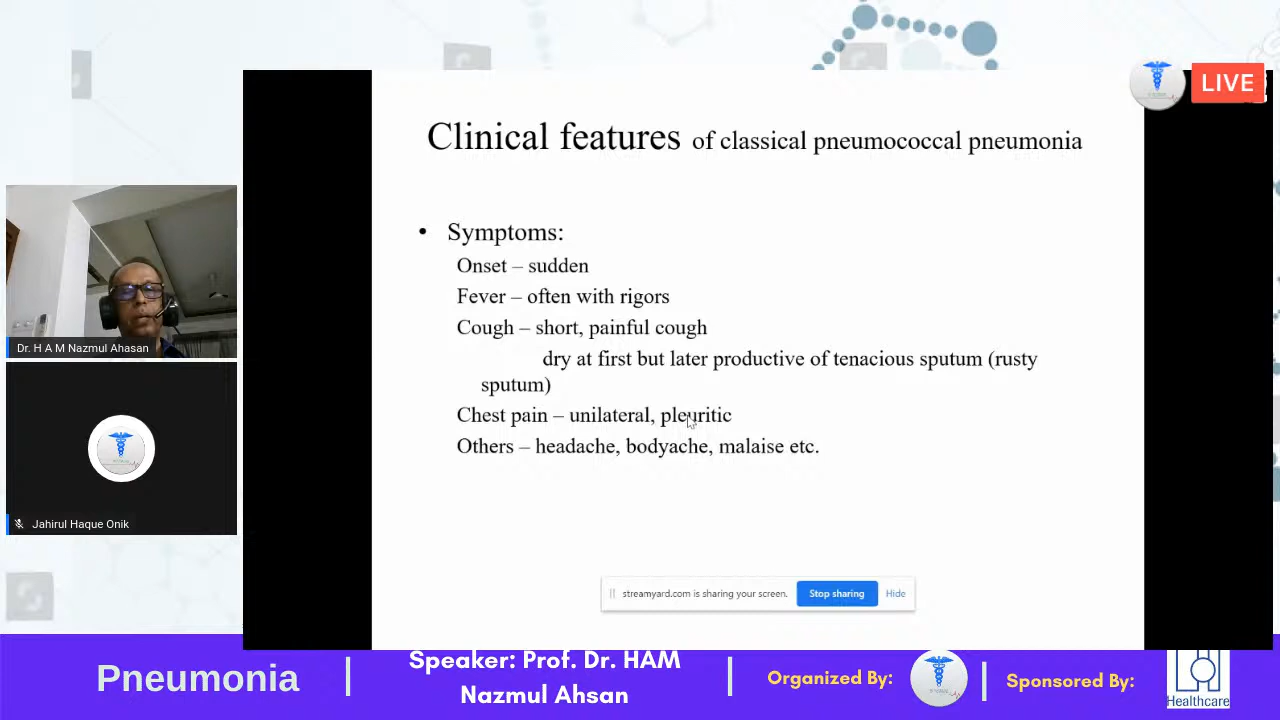 LIVE
Clinical features of classical pneumococcal pneumonia
• Symptoms:
Onset – sudden
Fever – often with rigors
Cough – short, painful cough
dry at first but later productive of tenacious sputum (rusty
sputum)
Chest pain – unilateral, pleuritic
Others – headache, bodyache, malaise etc.
Dr. H A M Nazmul Ahasan
Jahirul Haque Onik
streamyard.com is sharing your screen. Stop sharing Hide
Pneumonia
Speaker: Prof. Dr. HAM
Nazmul Ahsan
Organized By:
Sponsored By:
Healthcare